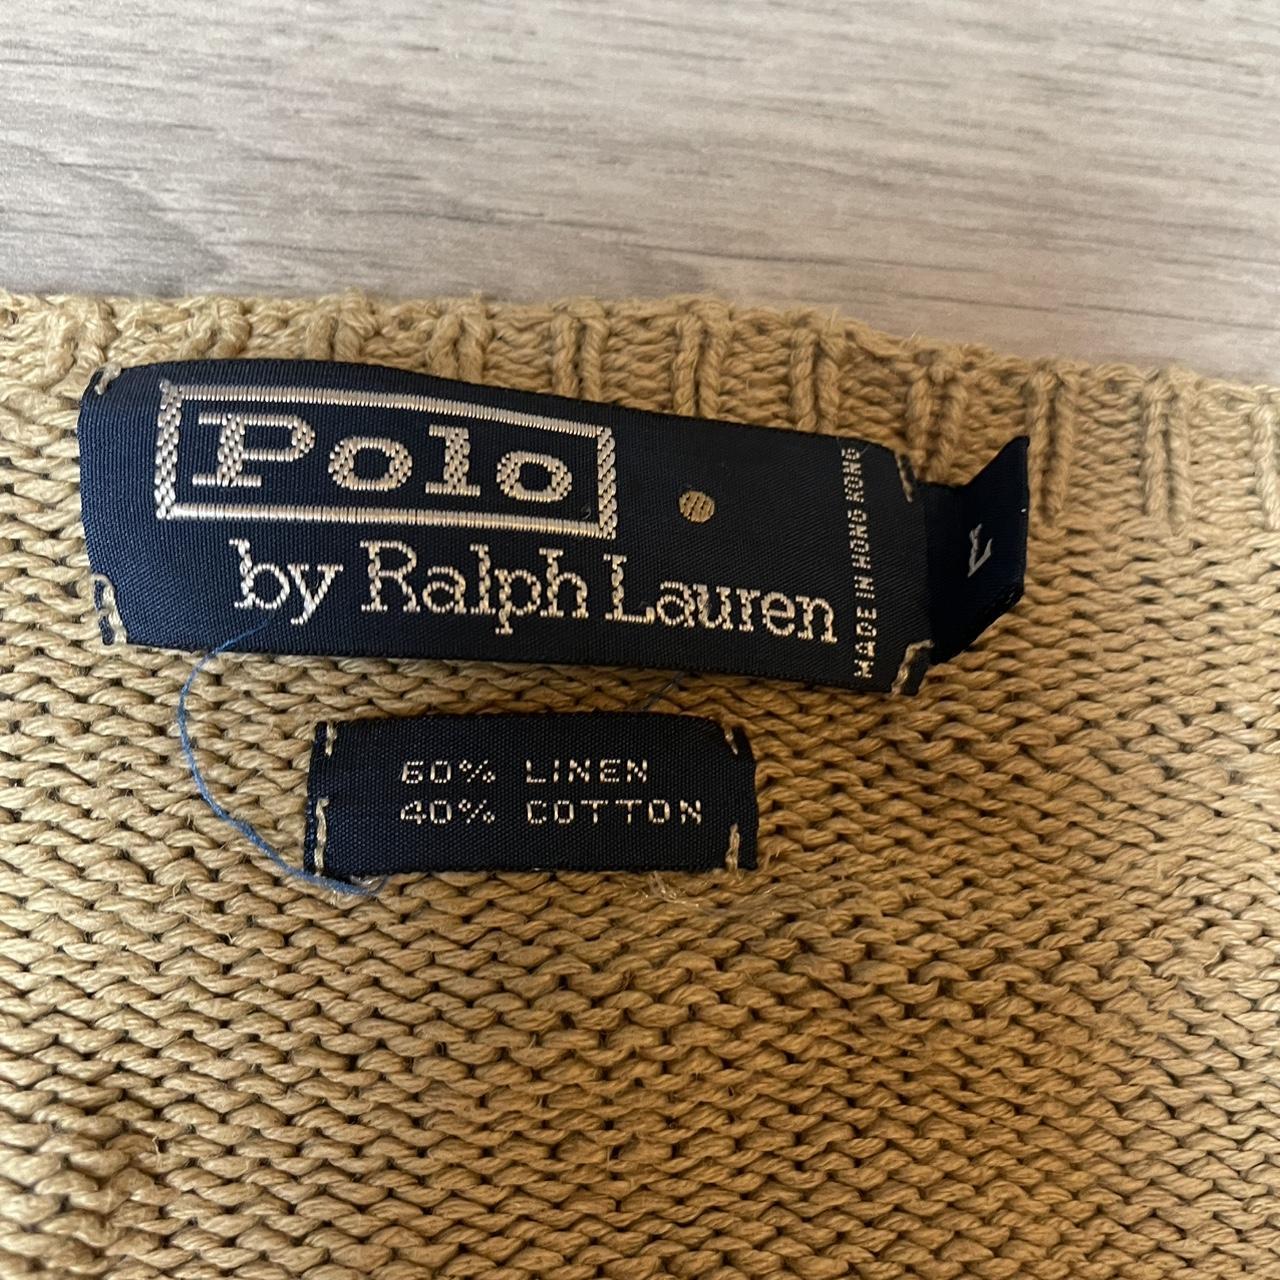 Polo
by Ralph Lauren
MADE IN HONG KONG
L
60% LINEN
40% COTTON